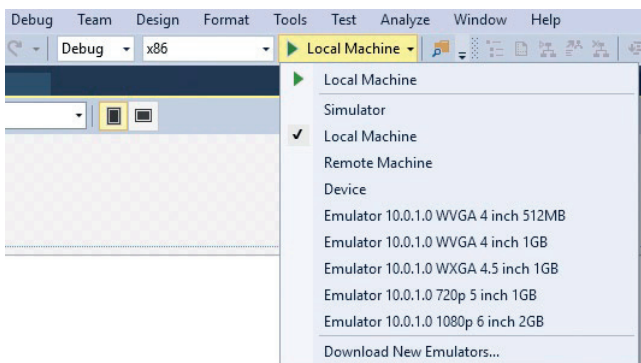 Debug Team Design Format Tools Test Analyze Window Help
Debug x86 Local Machine
Local Machine
Simulator
Local Machine
Remote Machine
Device
Emulator 10.0.1.0 WVGA 4 inch 512MB
Emulator 10.0.1.0 WVGA 4 inch 1GB
Emulator 10.0.1.0 WXGA 4.5 inch 1GB
Emulator 10.0.1.0 720p 5 inch 1GB
Emulator 10.0.1.0 1080p 6 inch 2GB
Download New Emulators...